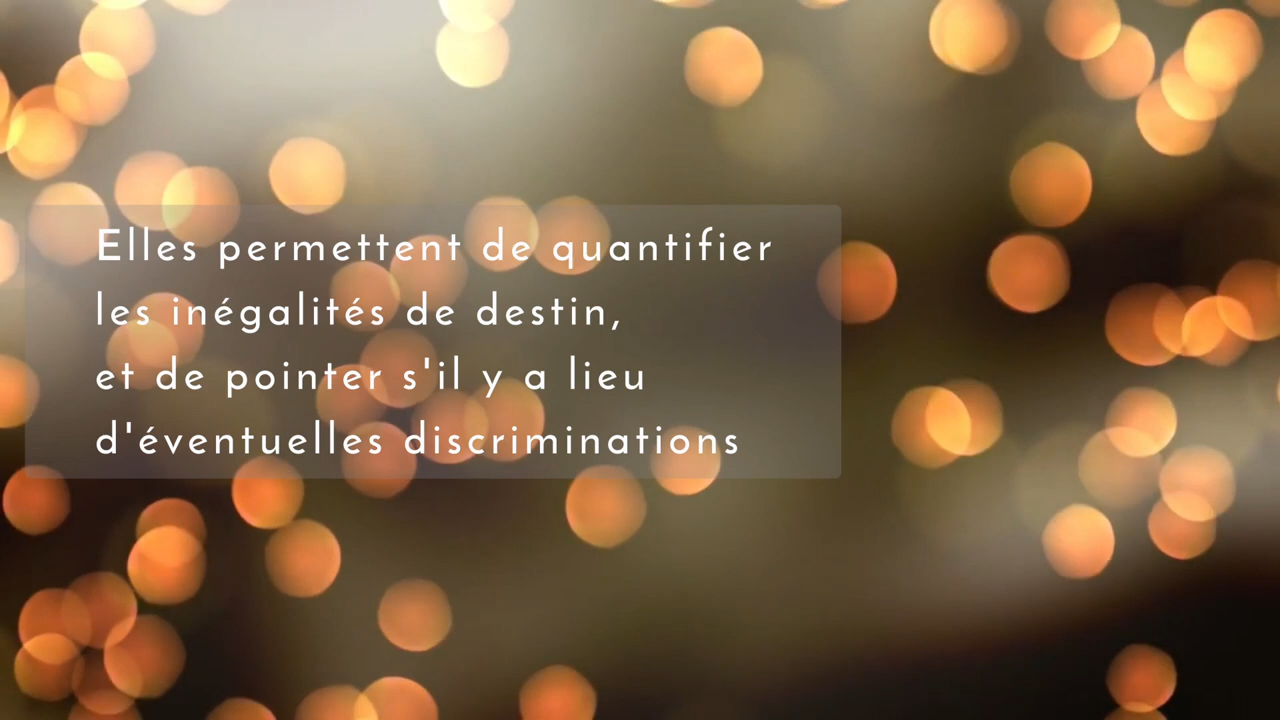 Elles permettent de quantifier
les inégalités de destin,
et de pointer s'il y a lieu
d'éventuelles discriminations